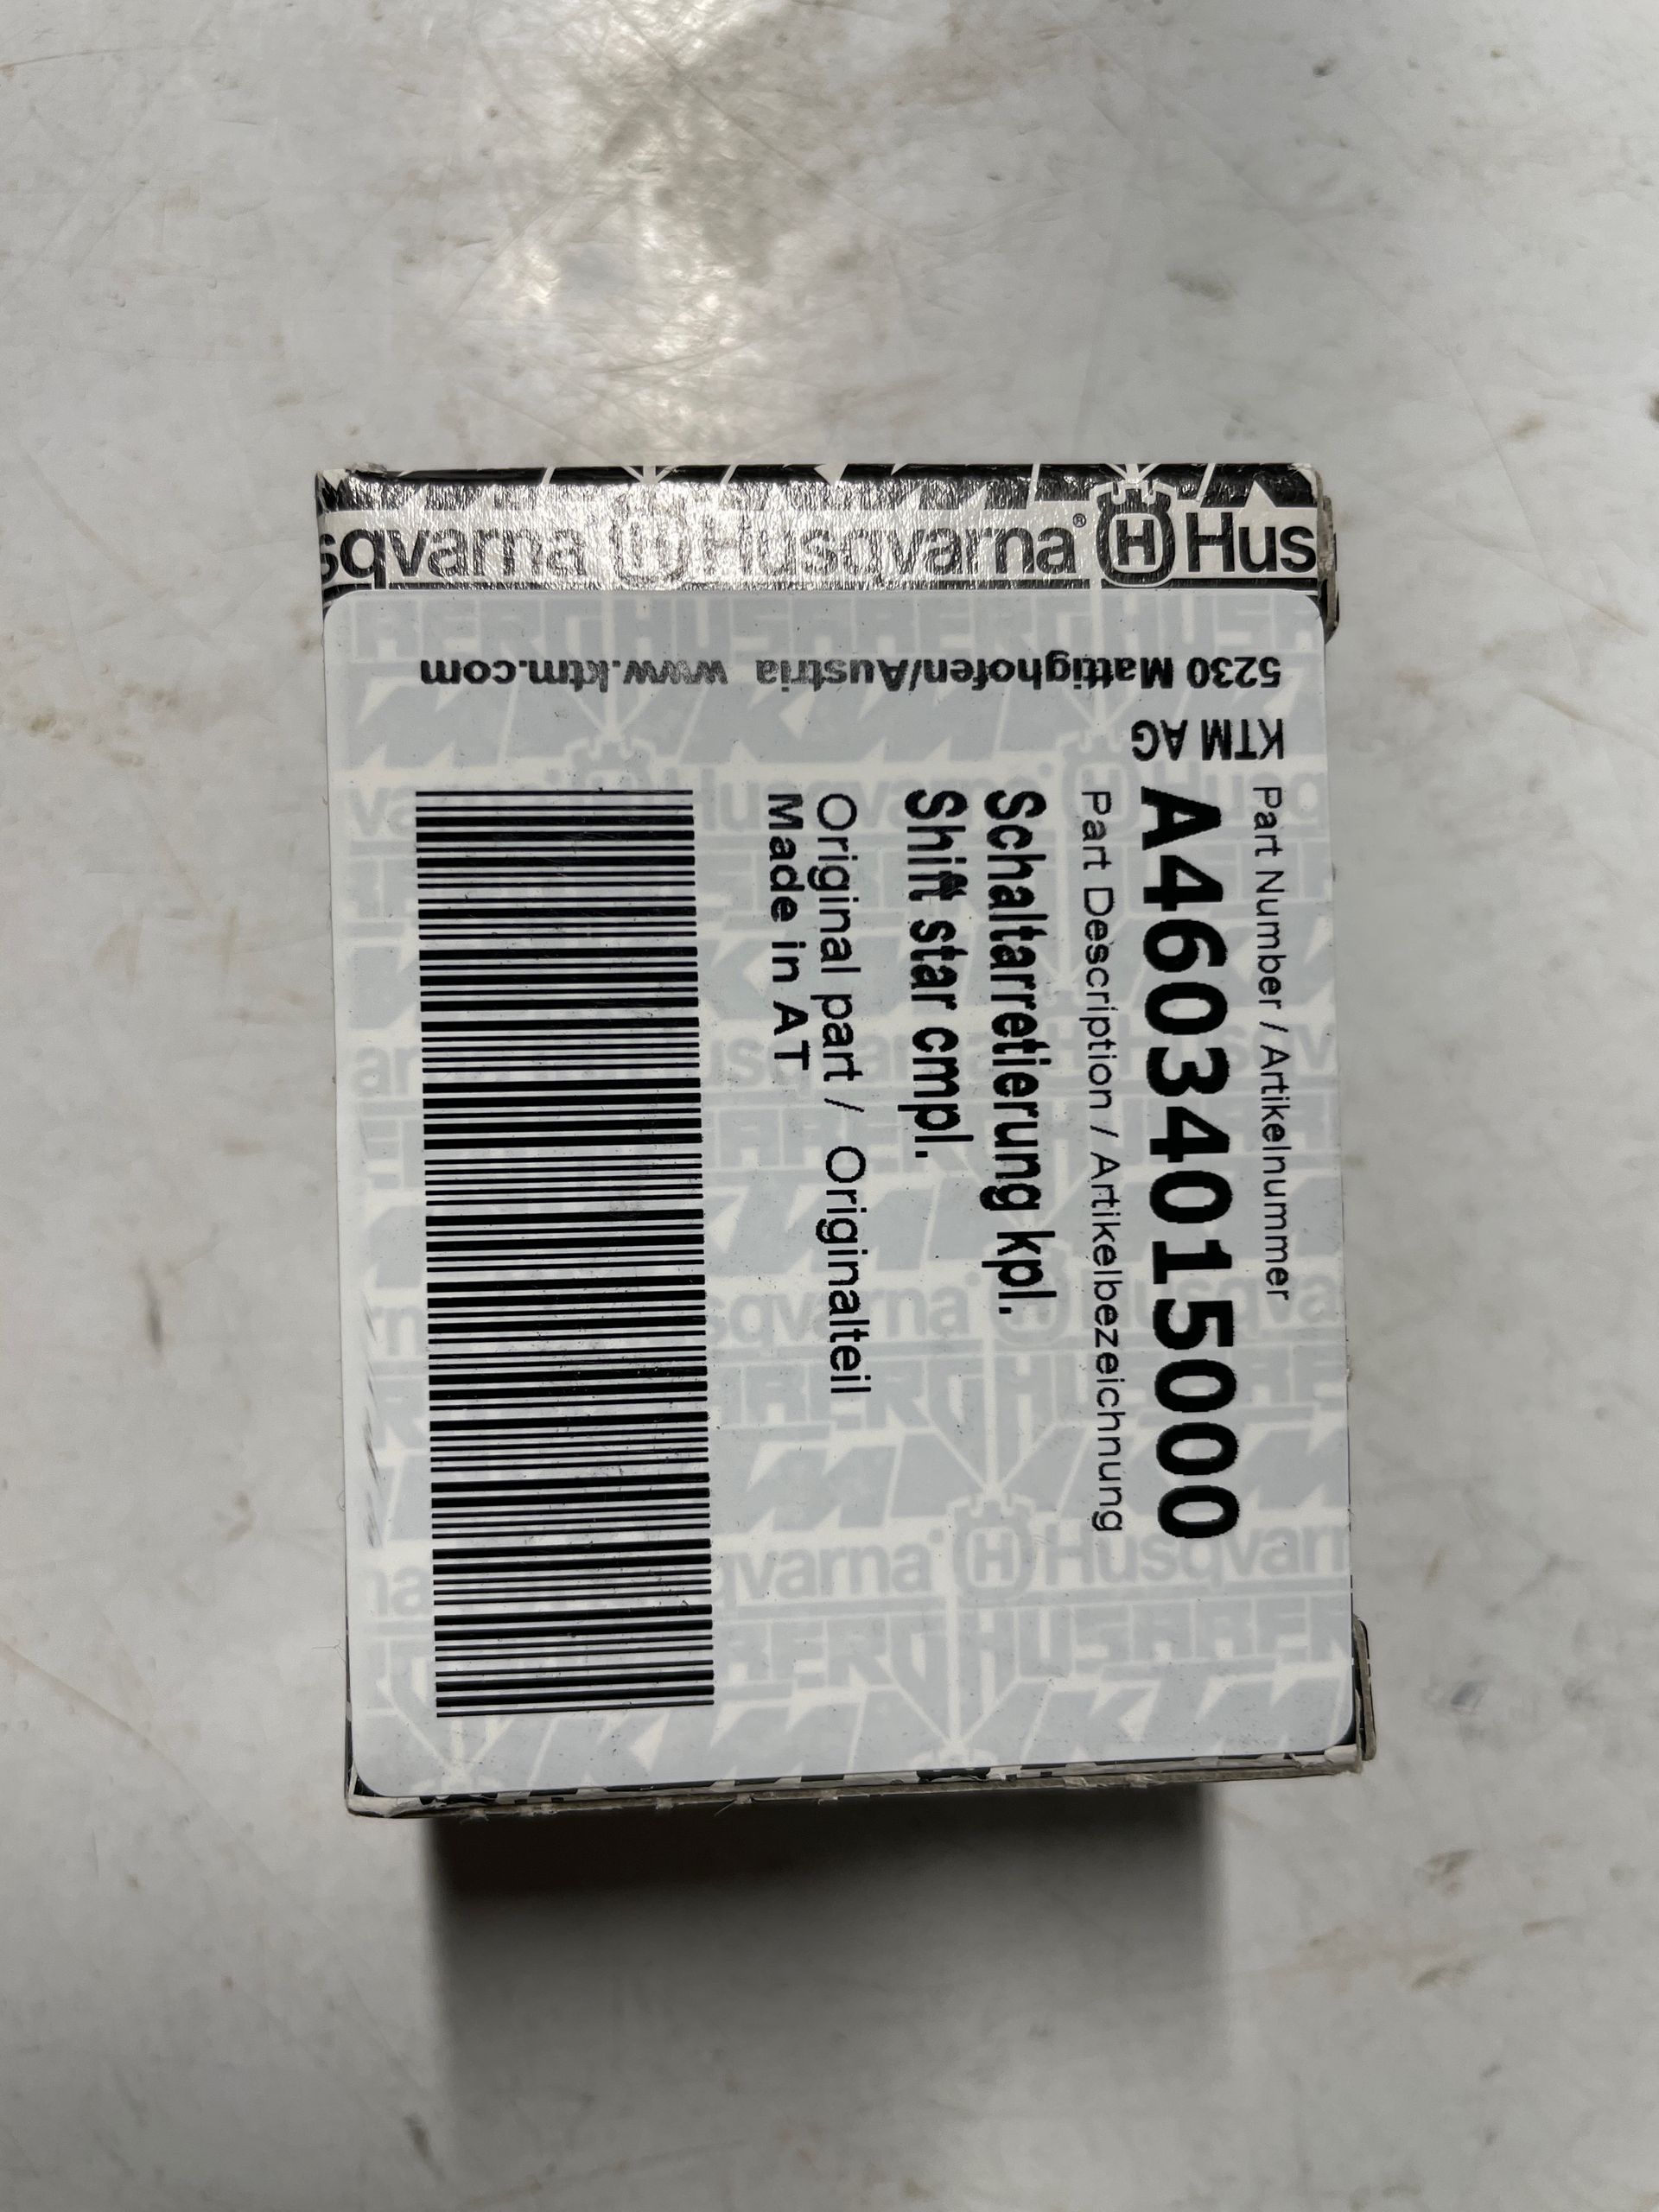 Husqvarna® Hus
5230 Mattighofen/Austria www.ktm.com
KTM AG
Part Number / Artikelnummer
A46034015000
Part Description / Artikelbezeichnung
Schaltarretierung kpl.
Shift star cmpl.
Original part / Originalteil
Made in AT